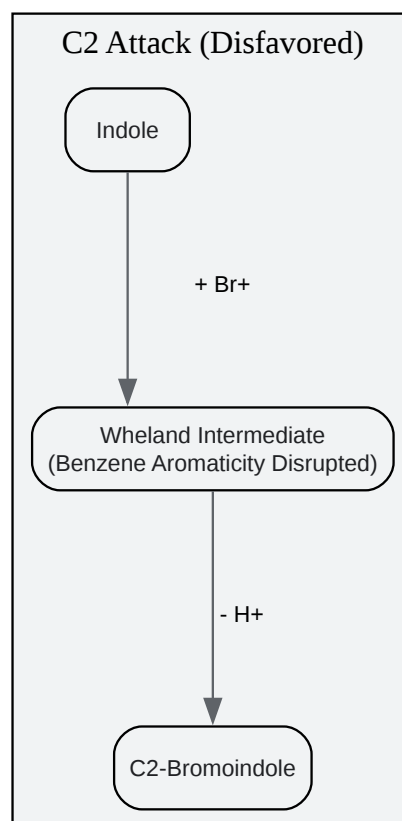 C2 Attack (Disfavored)
Indole
+ Br+
Wheland Intermediate
(Benzene Aromaticity Disrupted)
- H+
C2-Bromoindole